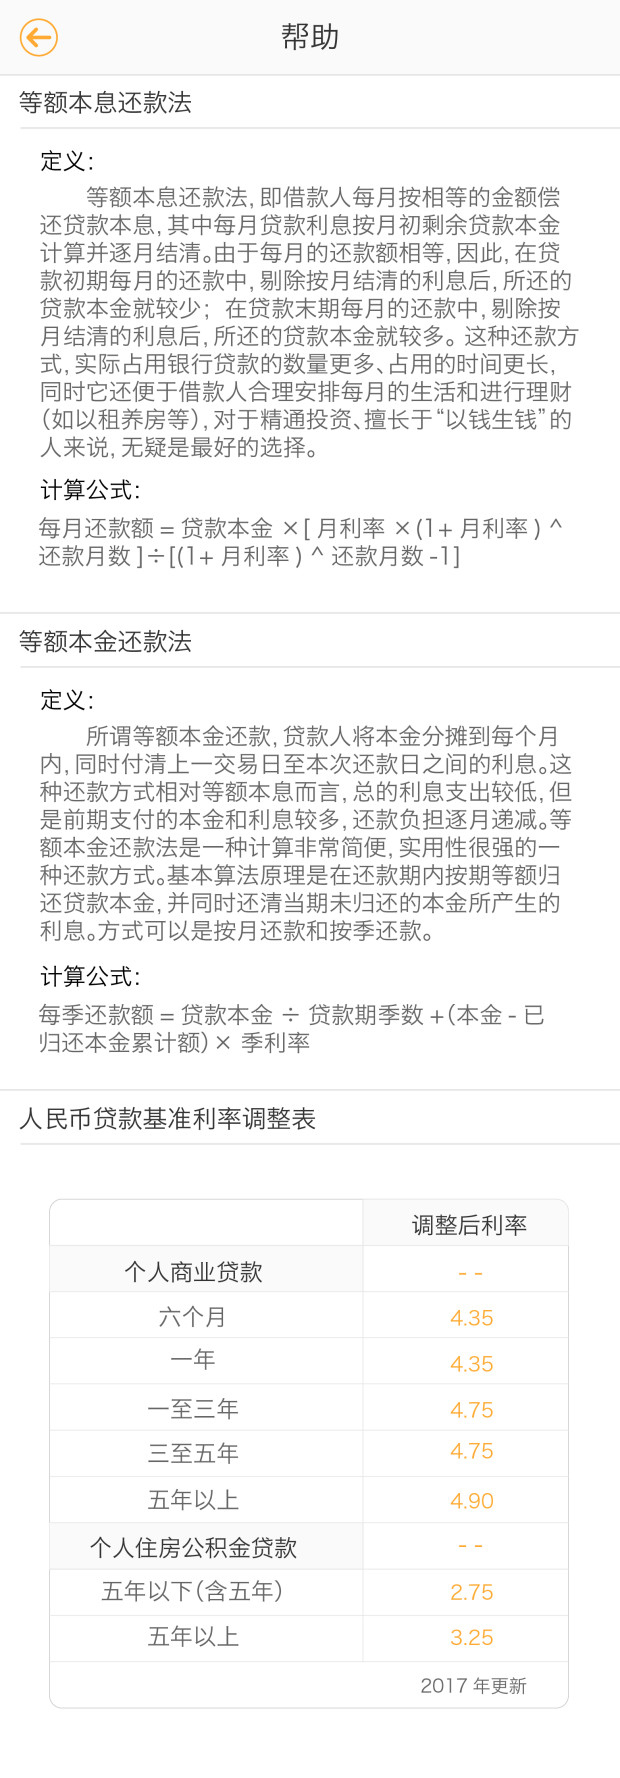 帮助
等额本息还款法
定义：
等额本息还款法，即借款人每月按相等的金额偿
还贷款本息，其中每月贷款利息按月初剩余贷款本金
计算并逐月结清。由于每月的还款额相等，因此，在贷
款初期每月的还款中，剔除按月结清的利息后，所还的
贷款本金就较少；在贷款末期每月的还款中，剔除按
月结清的利息后，所还的贷款本金就较多。这种还款方
式，实际占用银行贷款的数量更多、占用的时间更长，
同时它还便于借款人合理安排每月的生活和进行理财
（如以租养房等），对于精通投资、擅长于“以钱生钱”的
人来说，无疑是最好的选择。
计算公式：
每月还款额 = 贷款本金 ×[ 月利率 ×(1+ 月利率 ) ^
还款月数 ]÷[(1+ 月利率 ) ^ 还款月数 -1]
等额本金还款法
定义：
所谓等额本金还款，贷款人将本金分摊到每个月
内，同时付清上一交易日至本次还款日之间的利息。这
种还款方式相对等额本息而言，总的利息支出较低，但
是前期支付的本金和利息较多，还款负担逐月递减。等
额本金还款法是一种计算非常简便，实用性很强的一
种还款方式。基本算法原理是在还款期内按期等额归
还贷款本金，并同时还清当期未归还的本金所产生的
利息。方式可以是按月还款和按季还款。
计算公式：
每季还款额 = 贷款本金 ÷ 贷款期季数 +（本金 - 已
归还本金累计额）× 季利率
人民币贷款基准利率调整表
调整后利率
个人商业贷款 - -
六个月 4.35
一年 4.35
一至三年 4.75
三至五年 4.75
五年以上 4.90
个人住房公积金贷款 - -
五年以下（含五年） 2.75
五年以上 3.25
2017 年更新